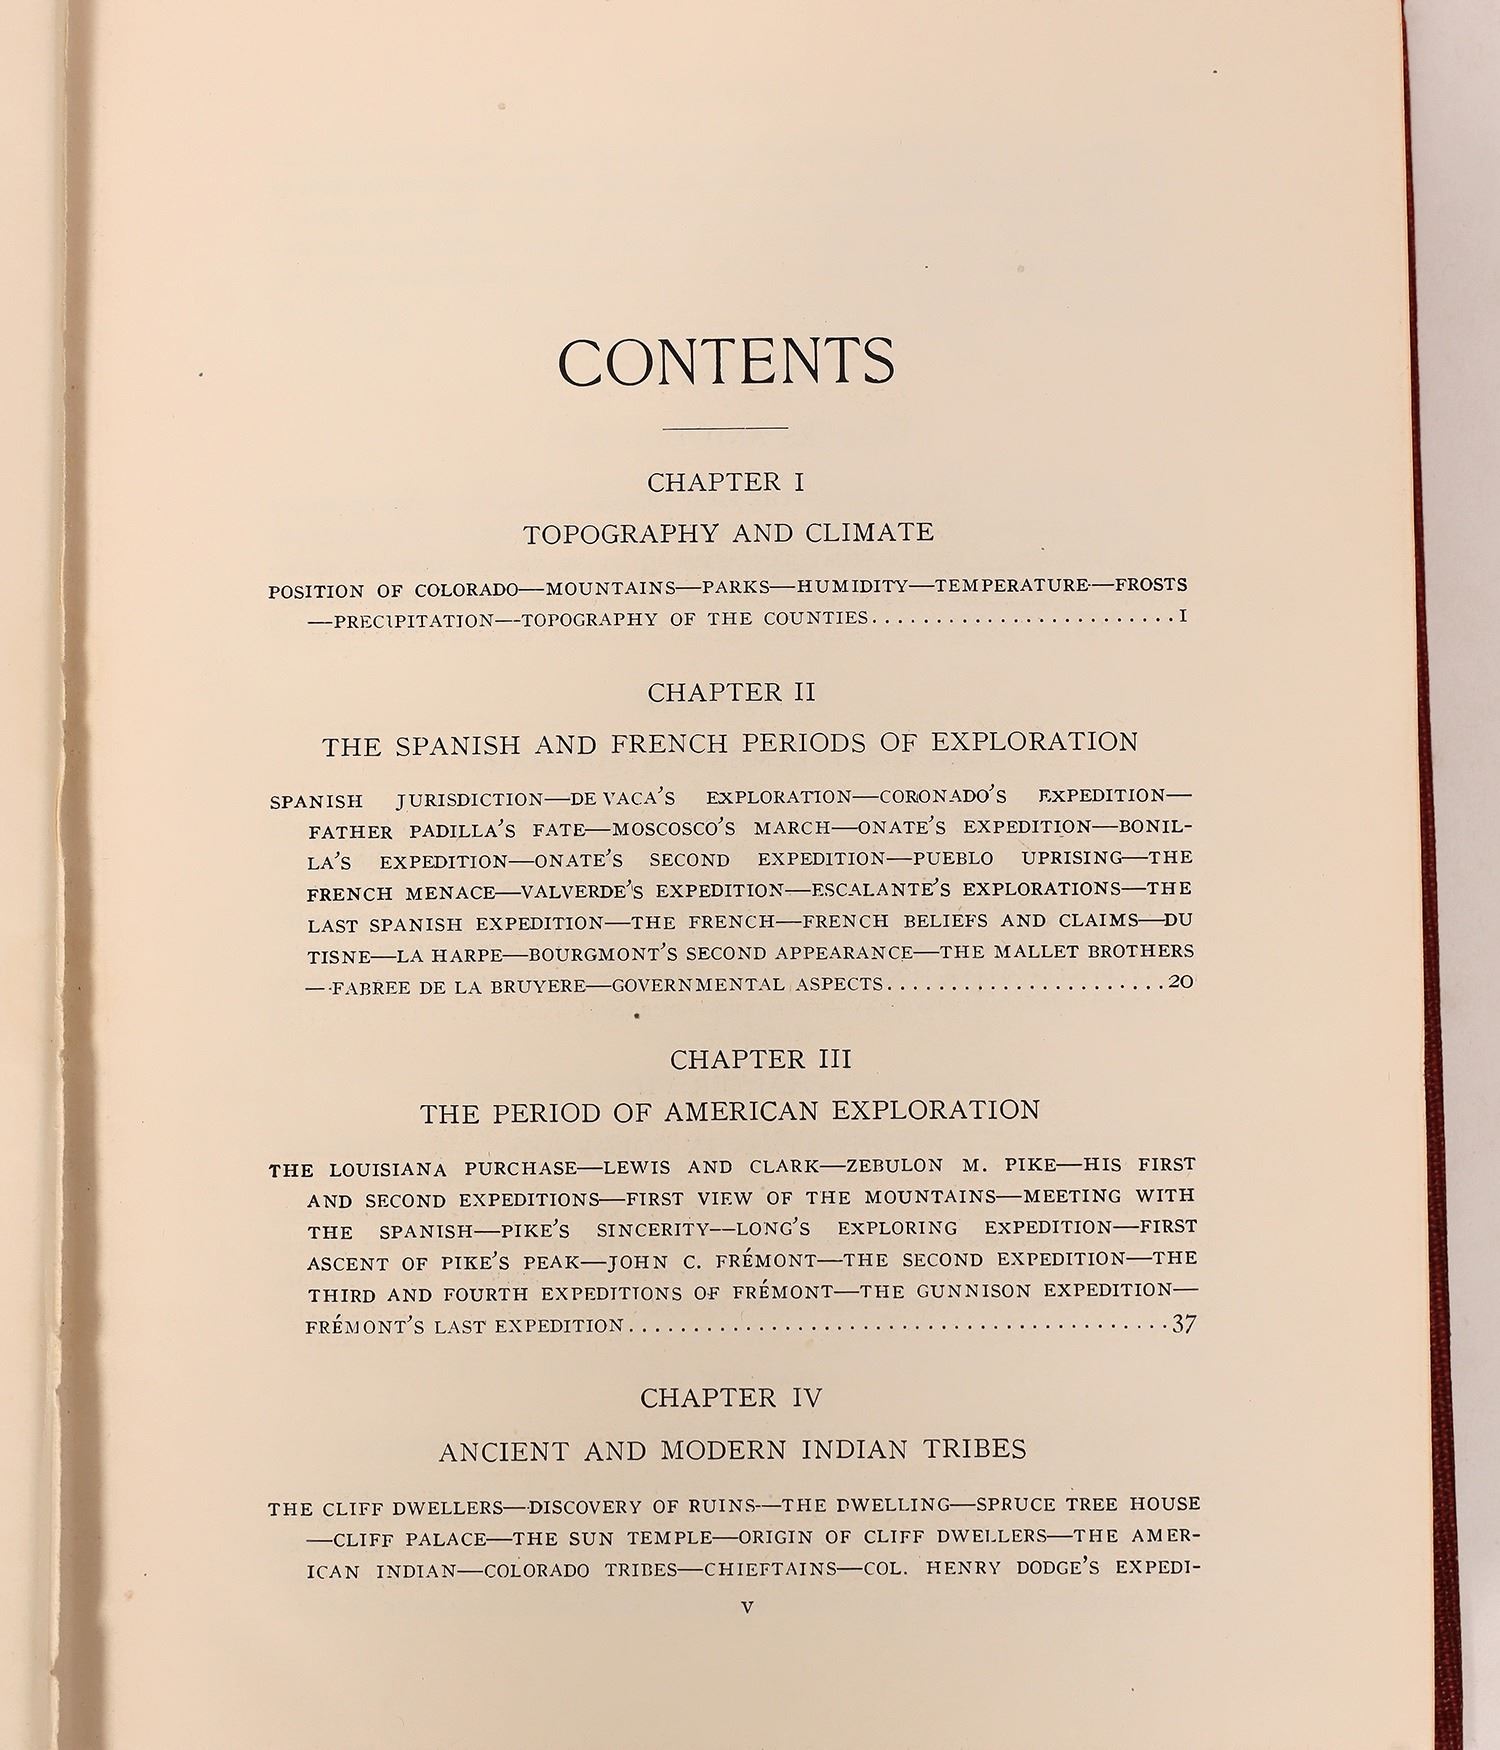 CONTENTS
CHAPTER I
TOPOGRAPHY AND CLIMATE
POSITION OF COLORADO—MOUNTAINS—PARKS—HUMIDITY—TEMPERATURE—FROSTS
—PRECIPITATION—TOPOGRAPHY OF THE COUNTIES........................1
CHAPTER II
THE SPANISH AND FRENCH PERIODS OF EXPLORATION
SPANISH JURISDICTION—DE VACA'S EXPLORATION—CORONADO'S EXPEDITION—
FATHER PADILLA'S FATE—MOSCOSCO'S MARCH—ONATE'S EXPEDITION—BONIL-
LA'S EXPEDITION—ONATE'S SECOND EXPEDITION—PUEBLO UPRISING—THE
FRENCH MENACE—VALVERDE'S EXPEDITION—ESCALANTE'S EXPLORATIONS—THE
LAST SPANISH EXPEDITION—THE FRENCH—FRENCH BELIEFS AND CLAIMS—DU
TISNE—LA HARPE—BOURGMONT'S SECOND APPEARANCE—THE MALLET BROTHERS
—FABREE DE LA BRUYERE—GOVERNMENTAL ASPECTS......................20
CHAPTER III
THE PERIOD OF AMERICAN EXPLORATION
THE LOUISIANA PURCHASE—LEWIS AND CLARK—ZEBULON M. PIKE—HIS FIRST
AND SECOND EXPEDITIONS—FIRST VIEW OF THE MOUNTAINS—MEETING WITH
THE SPANISH—PIKE'S SINCERITY—LONG'S EXPLORING EXPEDITION—FIRST
ASCENT OF PIKE'S PEAK—JOHN C. FRÉMONT—THE SECOND EXPEDITION—THE
THIRD AND FOURTH EXPEDITIONS OF FRÉMONT—THE GUNNISON EXPEDITION—
FRÉMONT'S LAST EXPEDITION..........................................37
CHAPTER IV
ANCIENT AND MODERN INDIAN TRIBES
THE CLIFF DWELLERS—DISCOVERY OF RUINS—THE DWELLING—SPRUCE TREE HOUSE
—CLIFF PALACE—THE SUN TEMPLE—ORIGIN OF CLIFF DWELLERS—THE AMER-
ICAN INDIAN—COLORADO TRIBES—CHIEFTAINS—COL. HENRY DODGE'S EXPEDI-
V